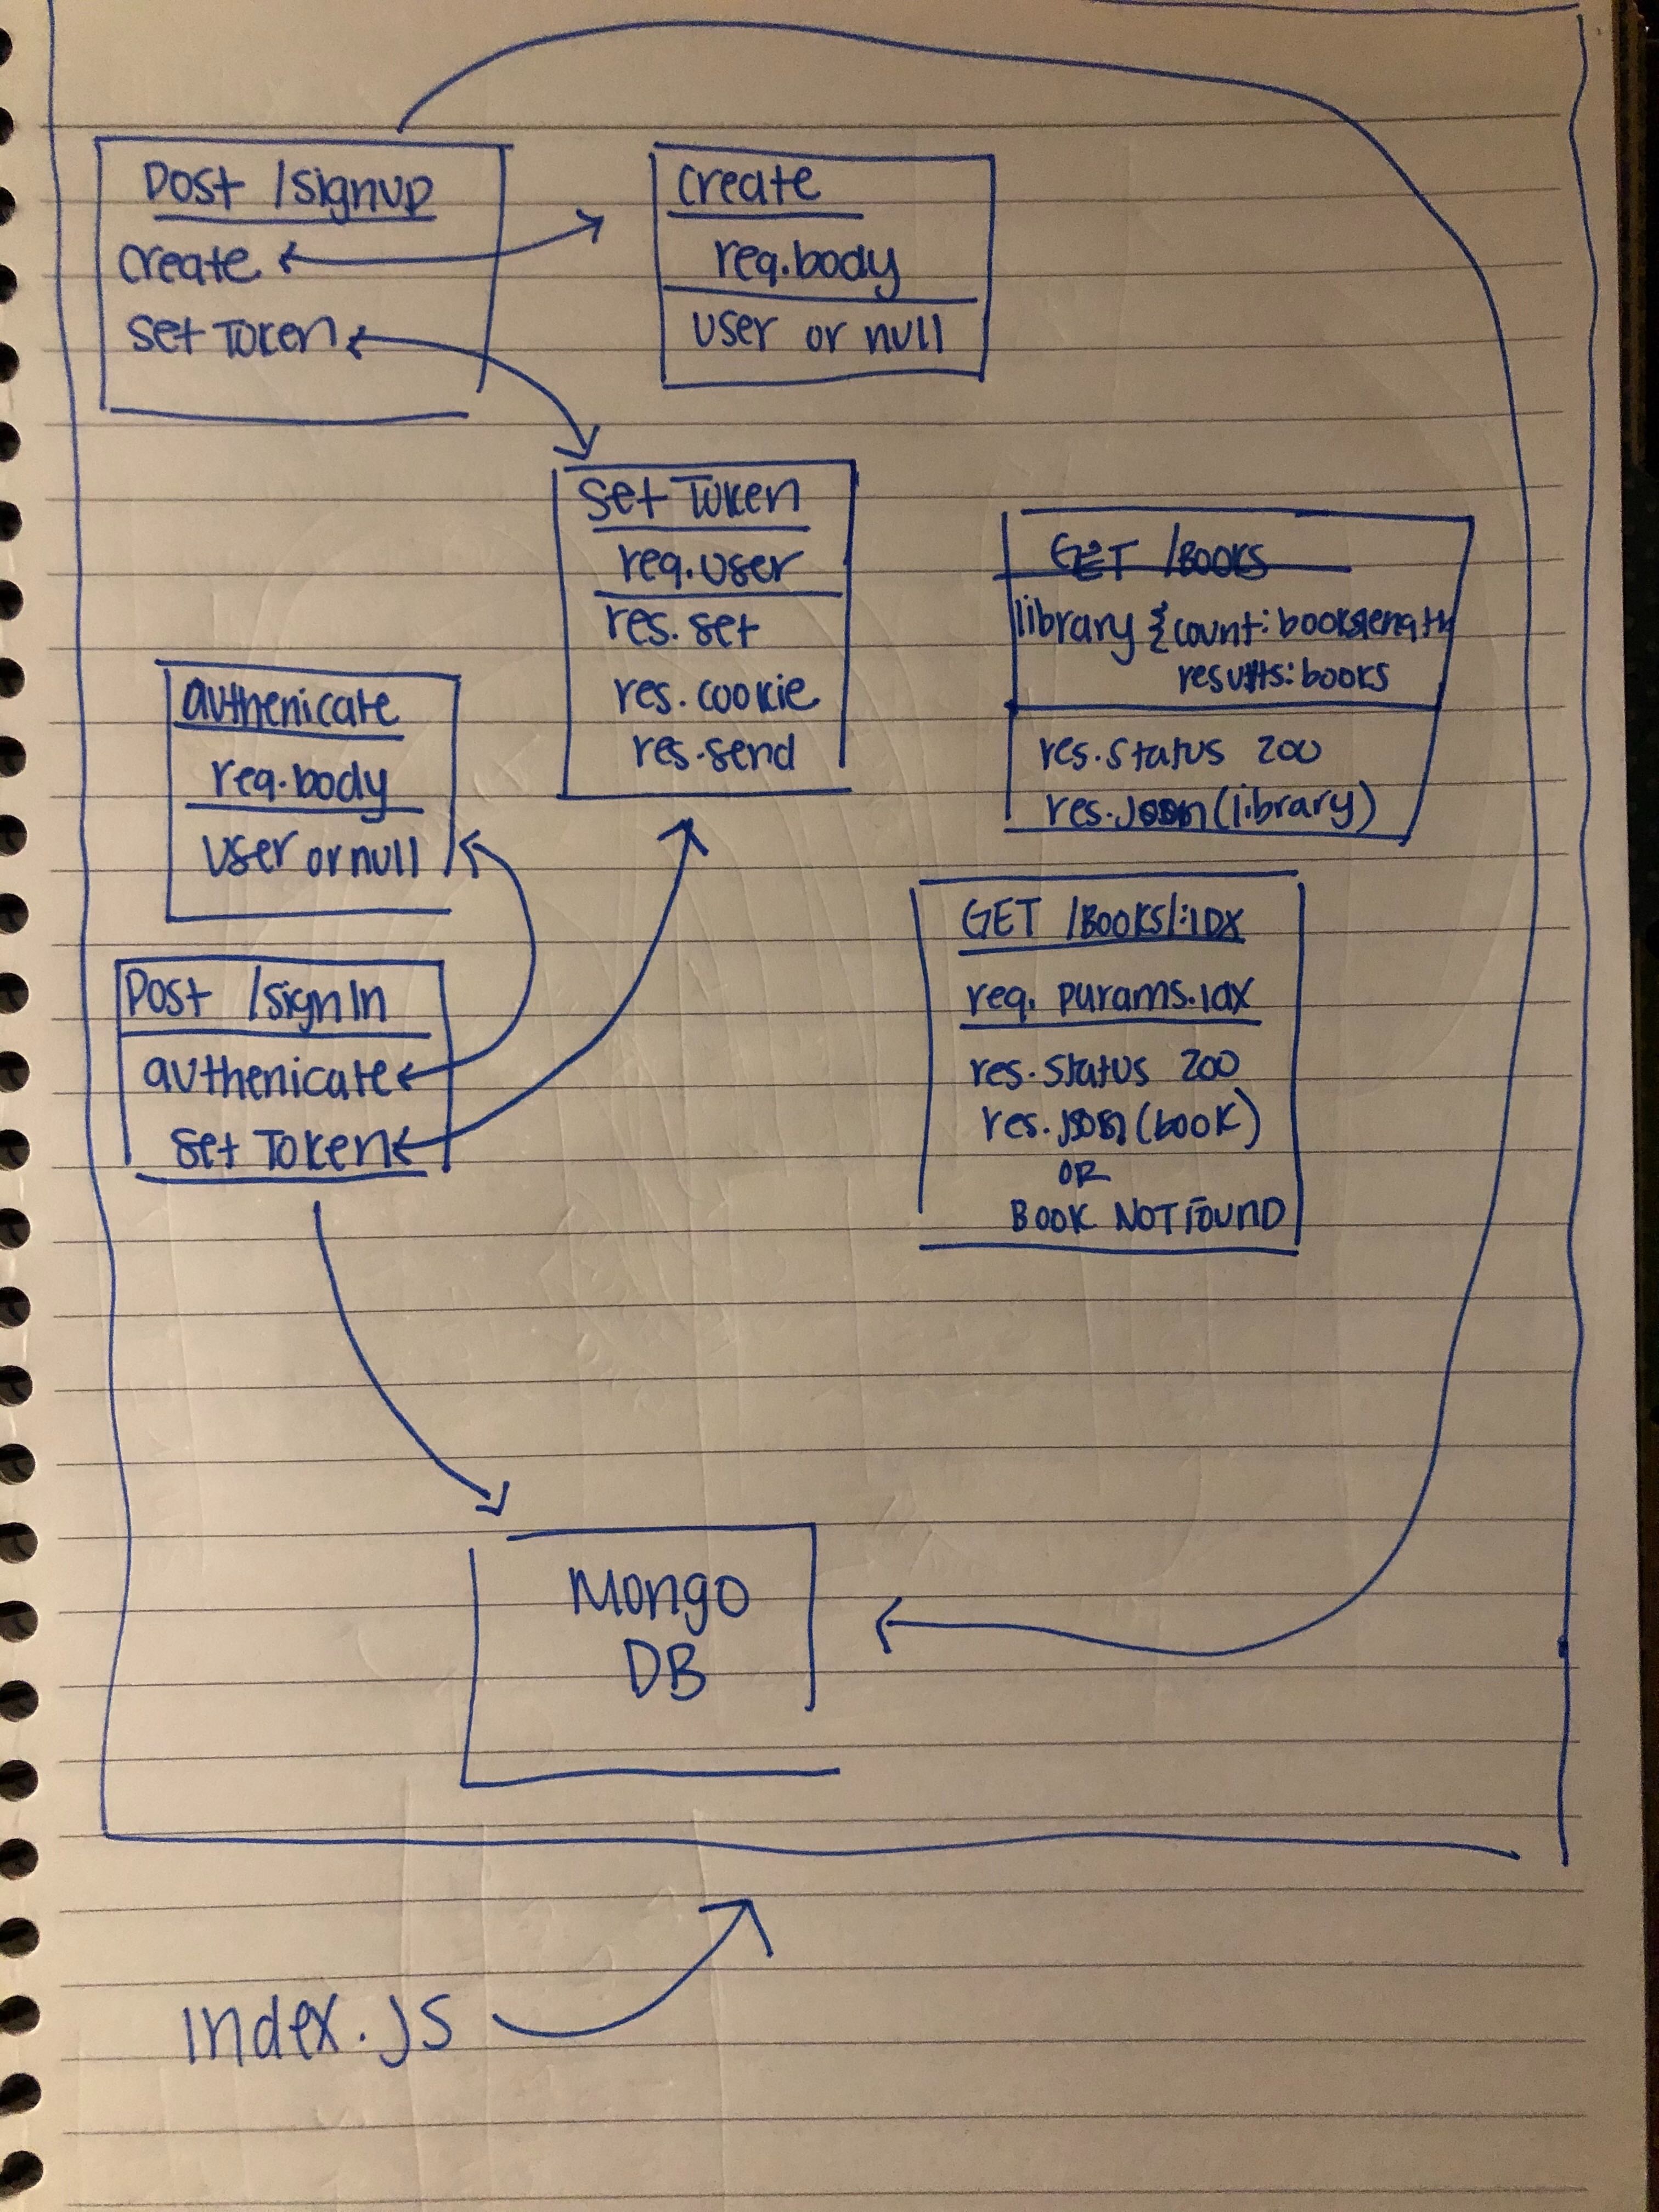 Post /signup
create
set Token
create
req.body
user or null
set Token
req.user
res.set
res.cookie
res.send
GET /BOOKS
library {count:bookslength
results:books
res.status 200
res.json(library)
authenicate
req.body
user or null
Post /signIn
authenicate
set Token
GET /BOOKS/:IDX
req. params.idx
res.status 200
res.json(book)
OR
BOOK NOT FOUND
Mongo
DB
index.js